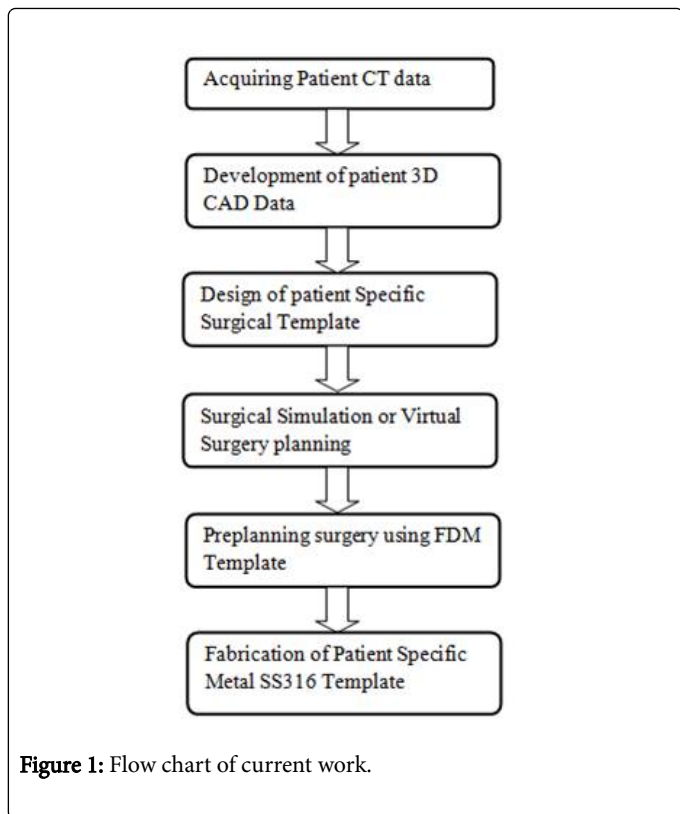 Acquiring Patient CT data
Development of patient 3D
CAD Data
Design of patient Specific
Surgical Template
Surgical Simulation or Virtual
Surgery planning
Preplanning surgery using FDM
Template
Fabrication of Patient Specific
Metal SS316 Template
Figure 1: Flow chart of current work.